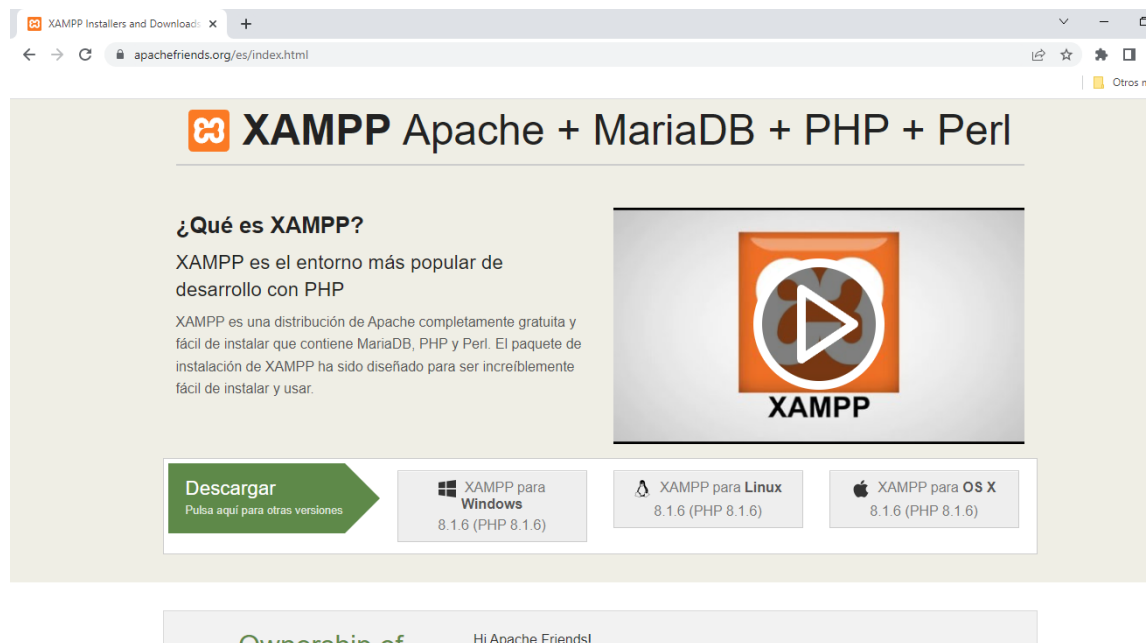 XAMPP Installers and Downloads
apachefriends.org/es/index.html
Otros
XAMPP Apache + MariaDB + PHP + Perl
¿Qué es XAMPP?
XAMPP es el entorno más popular de
desarrollo con PHP
XAMPP es una distribución de Apache completamente gratuita y
fácil de instalar que contiene MariaDB, PHP y Perl. El paquete de
instalación de XAMPP ha sido diseñado para ser increíblemente
fácil de instalar y usar.
XAMPP
Descargar
Pulsa aquí para otras versiones
XAMPP para
Windows
8.1.6 (PHP 8.1.6)
XAMPP para Linux
8.1.6 (PHP 8.1.6)
XAMPP para OS X
8.1.6 (PHP 8.1.6)
Ownership of
Hi Apache Friends!